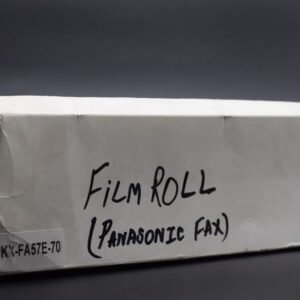 FILM ROLL
(PANASONIC FAX)
KX-FA57E-70